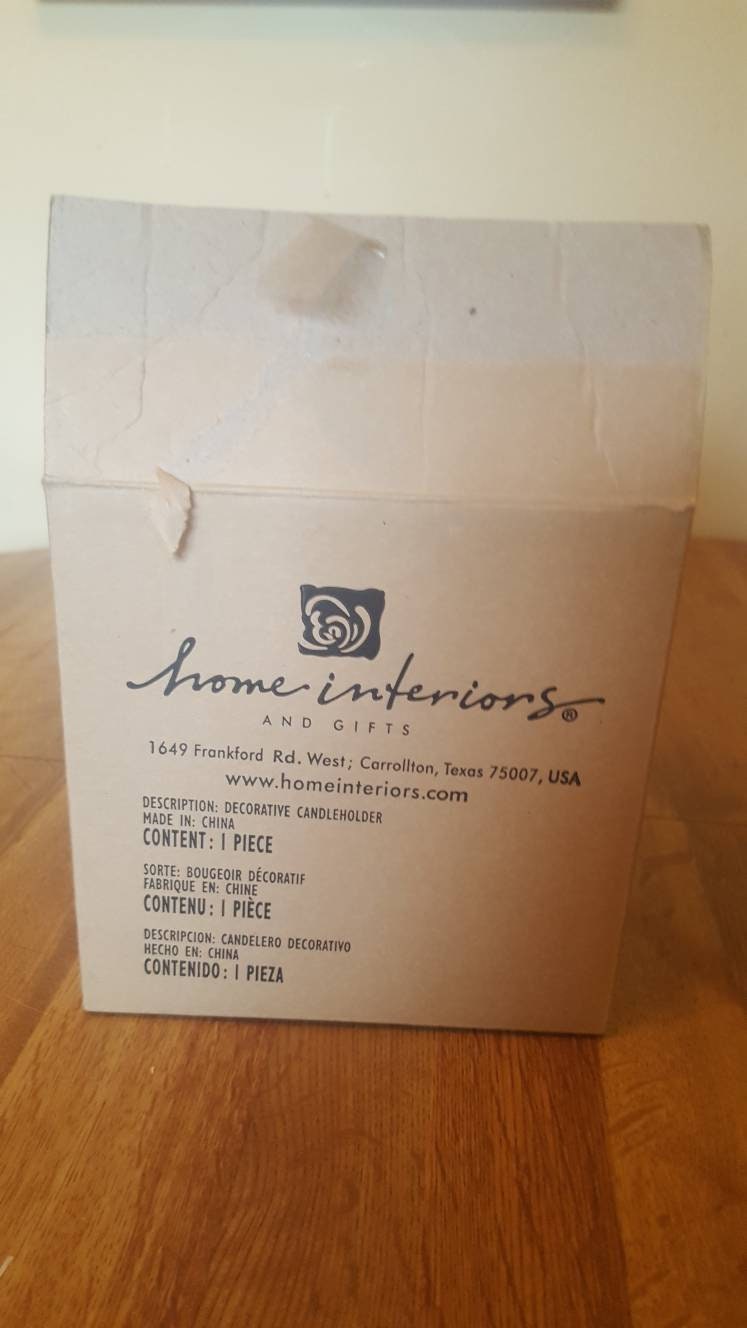 home interiors®
AND GIFTS
1649 Frankford Rd. West; Carrollton, Texas 75007, USA
www.homeinteriors.com
DESCRIPTION: DECORATIVE CANDLEHOLDER
MADE IN: CHINA
CONTENT: 1 PIECE
SORTE: BOUGEOIR DÉCORATIF
FABRIQUE EN: CHINE
CONTENU: 1 PIÈCE
DESCRIPCION: CANDELERO DECORATIVO
HECHO EN: CHINA
CONTENIDO: 1 PIEZA